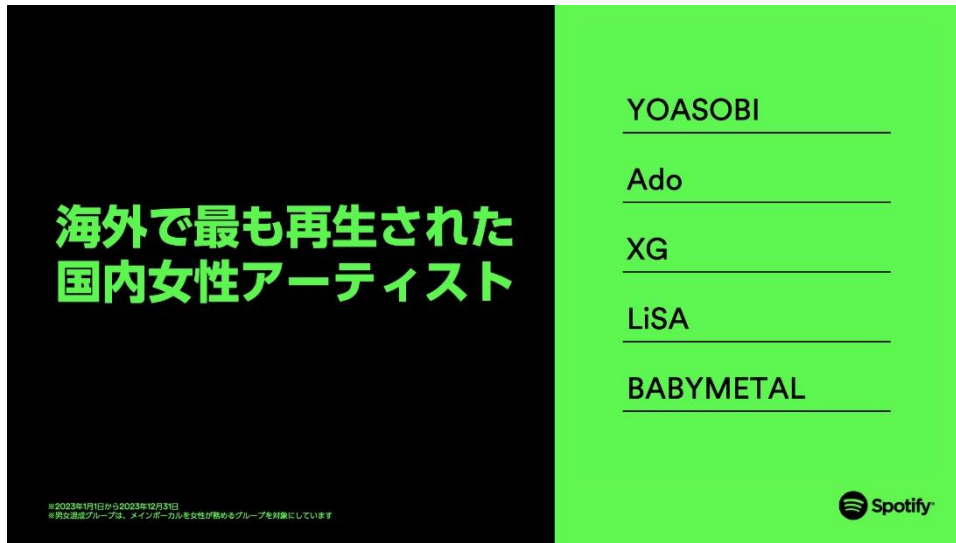 海外で最も再生された
国内女性アーティスト
※2023年1月1日から2023年12月31日
※男女混成グループは、メインボーカルを女性が務めるグループを対象にしています
YOASOBI
Ado
XG
LiSA
BABYMETAL
Spotify